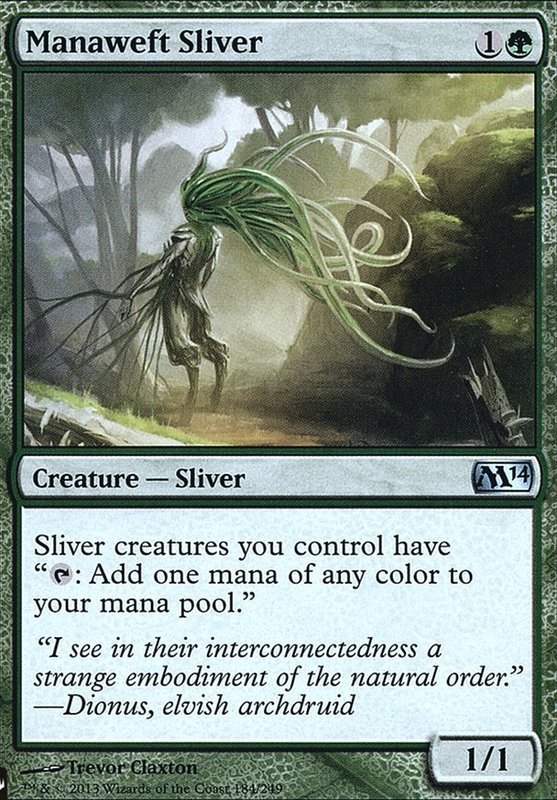 Manaweft Sliver 1
Creature — Sliver M14
Sliver creatures you control have
“: Add one mana of any color to
your mana pool.”
“I see in their interconnectedness a
strange embodiment of the natural order.”
—Dionus, elvish archdruid
1/1
Trevor Claxton
™ & © 2013 Wizards of the Coast 184/249